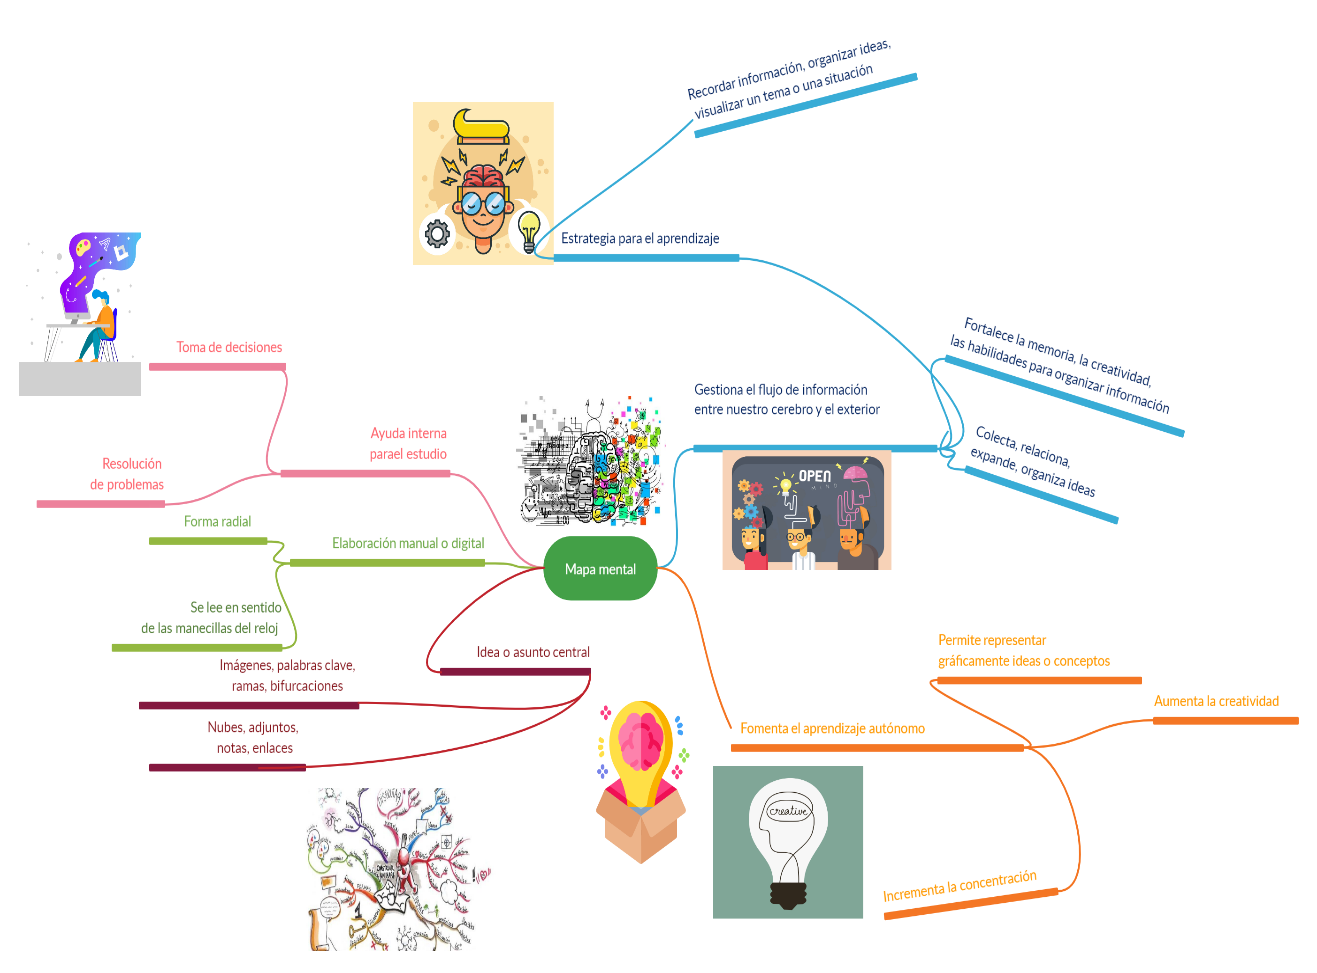 Recordar información, organizar ideas,
visualizar un tema o una situación
Estrategia para el aprendizaje
Fortalece la memoria, la creatividad,
las habilidades para organizar información
Gestiona el flujo de información
entre nuestro cerebro y el exterior
Colecta, relaciona,
expande, organiza ideas
OPEN
MIND
Toma de decisiones
Ayuda interna
parael estudio
Resolución
de problemas
Forma radial
Elaboración manual o digital
Mapa mental
Se lee en sentido
de las manecillas del reloj
Idea o asunto central
Imágenes, palabras clave,
ramas, bifurcaciones
Nubes, adjuntos,
notas, enlaces
Permite representar
gráficamente ideas o conceptos
Aumenta la creatividad
Fomenta el aprendizaje autónomo
creative
Incrementa la concentración